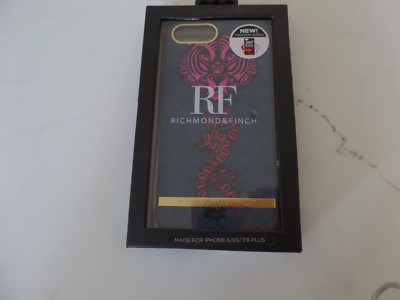 NEW!
RF
RICHMOND&FINCH
MADE FOR IPHONE 6/6S/7/8 PLUS